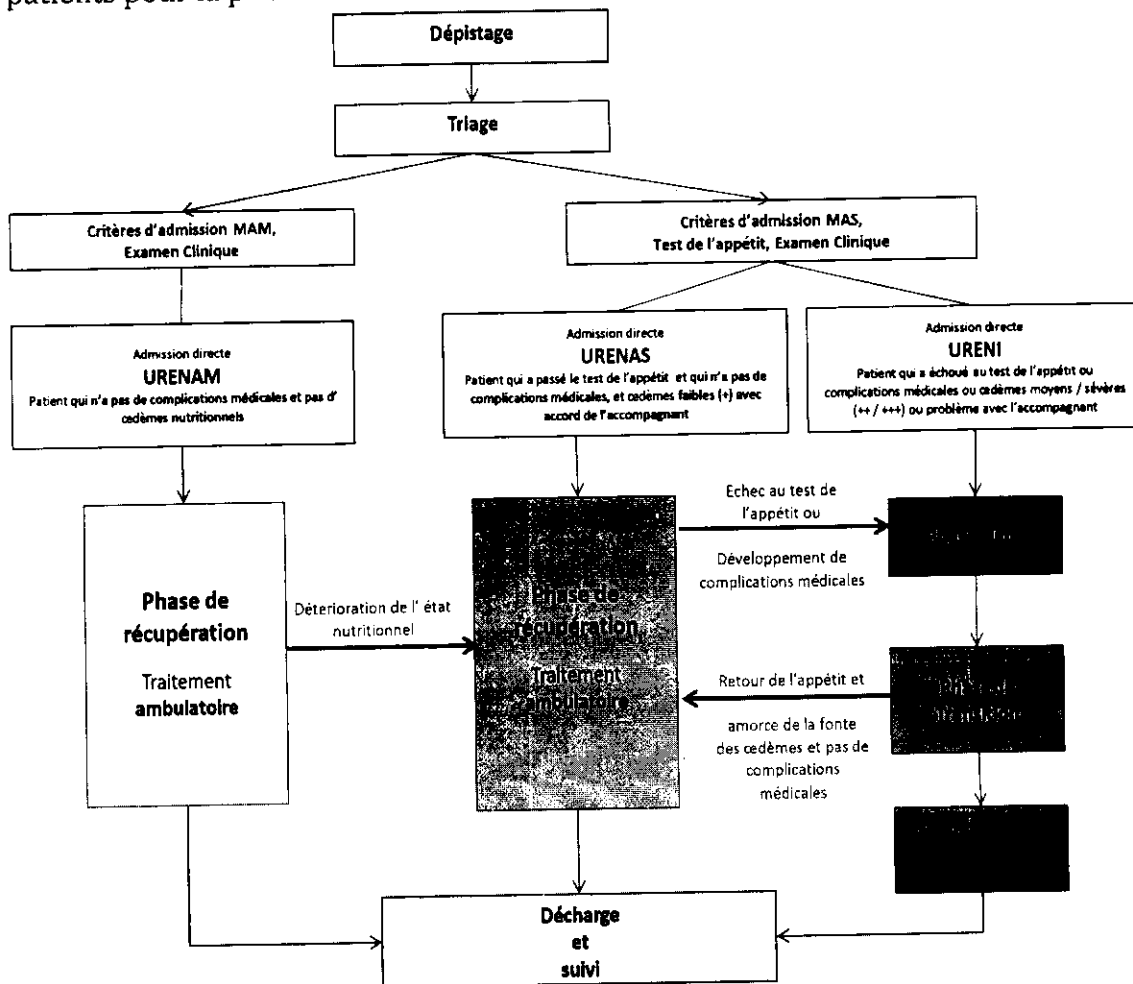 patients pour la p
Dépistage
Triage
Critères d'admission MAM,
Examen Clinique
Critères d'admission MAS,
Test de l'appétit, Examen Clinique
Admission directe
URENAM
Patient qui n'a pas de complications médicales et pas d'
œdèmes nutritionnels
Admission directe
URENAS
Patient qui a passé le test de l'appétit et qui n'a pas de
complications médicales, et œdèmes faibles (+) avec
accord de l'accompagnant
Admission directe
URENI
Patient qui a échoué au test de l'appétit ou
complications médicales ou œdèmes moyens / sévères
(++ / +++) ou problème avec l'accompagnant
Phase de
récupération
Traitement
ambulatoire
Déterioration de l' état
nutritionnel
Phase de
récupération
Traitement
ambulatoire
Echec au test de
l'appétit ou
Développement de
complications médicales
Retour de l'appétit et
amorce de la fonte
des œdèmes et pas de
complications
médicales
Décharge
et
suivi